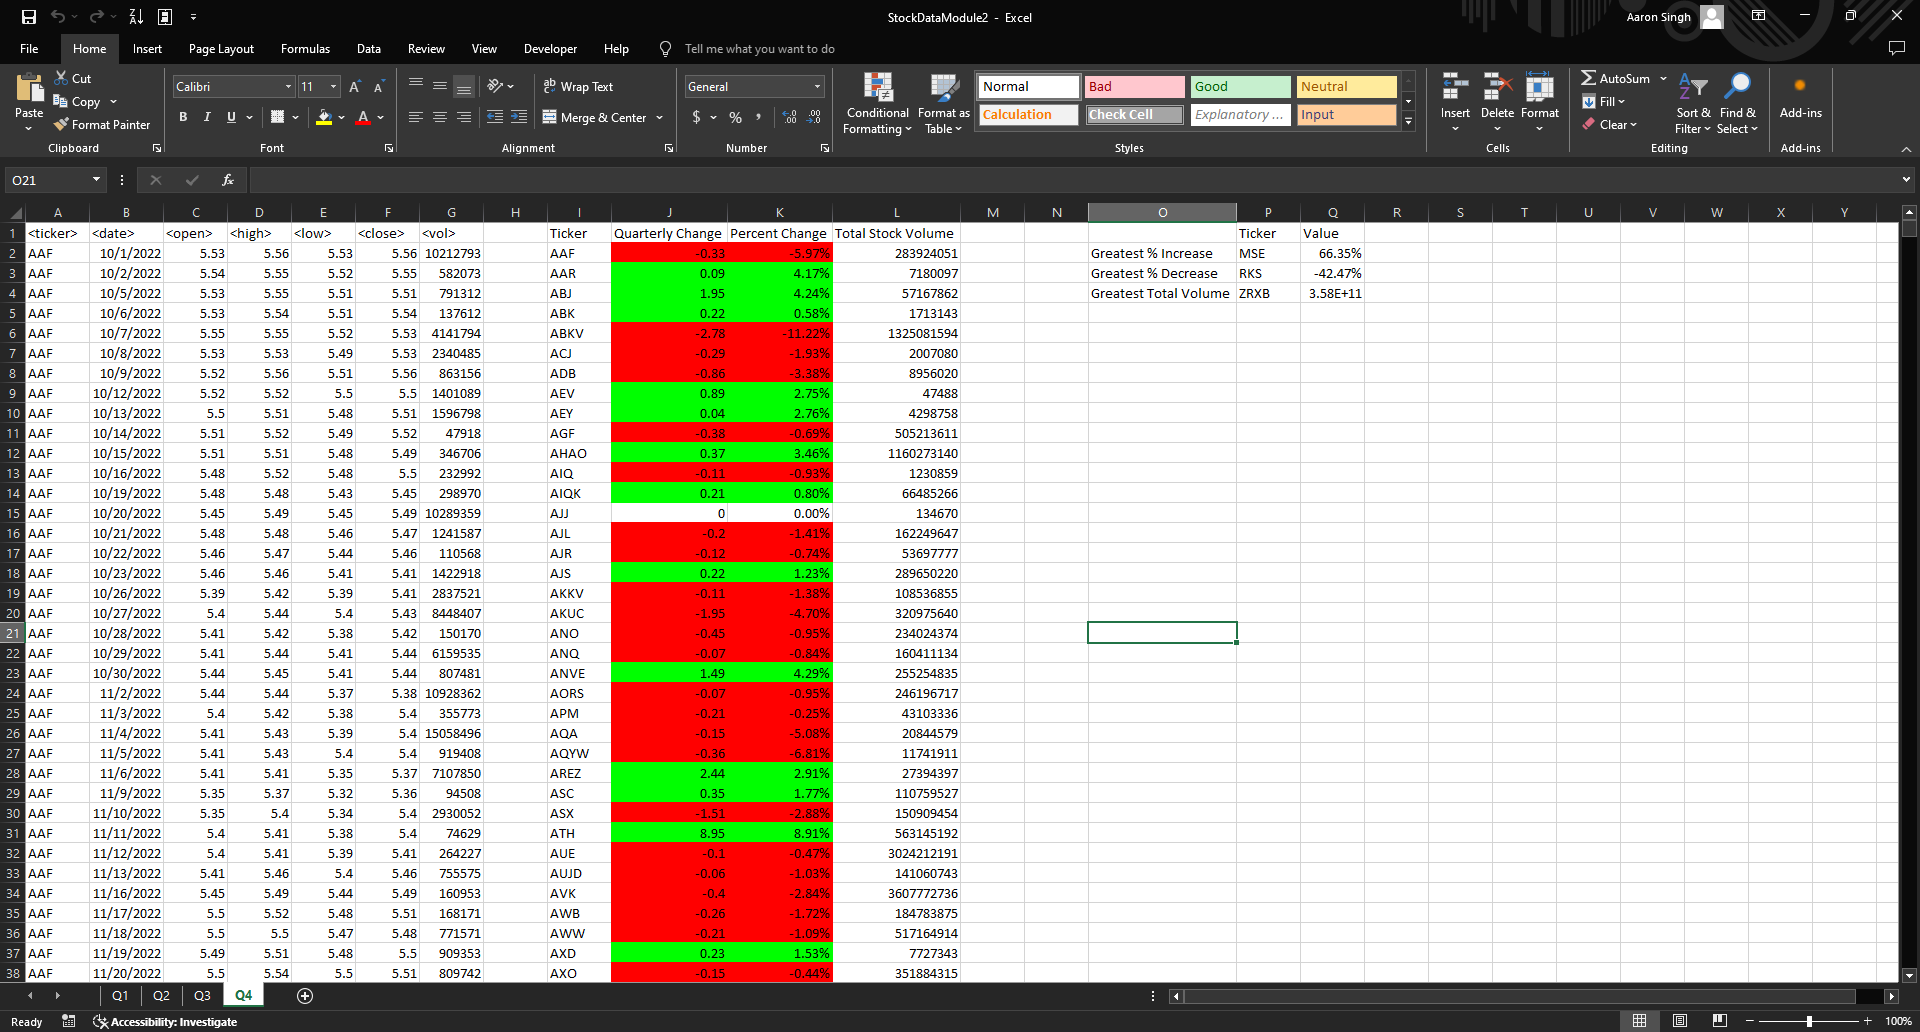 StockDataModule2 - Excel
Aaron Singh
File Home Insert Page Layout Formulas Data Review View Developer Help Tell me what you want to do
Cut
Copy
Format Painter
Paste
Clipboard
Calibri 11
B I U
Font
Wrap Text
Merge & Center
Alignment
General
$ % ,
Number
Conditional Formatting
Format as Table
Normal Bad Good Neutral
Calculation Check Cell Explanatory ... Input
Styles
Insert Delete Format
Cells
AutoSum
Fill
Clear
Sort & Filter
Find & Select
Editing
Add-ins
Add-ins
O21 fx
A B C D E F G H I J K L M N O P Q R S T U V W X Y
1 <ticker> <date> <open> <high> <low> <close> <vol> Ticker Quarterly Change Percent Change Total Stock Volume Ticker Value
2 AAF 10/1/2022 5.53 5.56 5.53 5.56 10212793 AAF -0.33 -5.97% 283924051 Greatest % Increase MSE 66.35%
3 AAF 10/2/2022 5.54 5.55 5.52 5.55 582073 AAR 0.09 4.17% 7180097 Greatest % Decrease RKS -42.47%
4 AAF 10/5/2022 5.53 5.55 5.51 5.51 791312 ABJ 1.95 4.24% 57167862 Greatest Total Volume ZRXB 3.58E+11
5 AAF 10/6/2022 5.53 5.54 5.51 5.54 137612 ABK 0.22 0.58% 1713143
6 AAF 10/7/2022 5.55 5.55 5.52 5.53 4141794 ABKV -2.78 -11.22% 1325081594
7 AAF 10/8/2022 5.53 5.53 5.49 5.53 2340485 ACJ -0.29 -1.93% 2007080
8 AAF 10/9/2022 5.52 5.56 5.51 5.56 863156 ADB -0.86 -3.38% 8956020
9 AAF 10/12/2022 5.52 5.52 5.5 5.5 1401089 AEV 0.89 2.75% 47488
10 AAF 10/13/2022 5.5 5.51 5.48 5.51 1596798 AEY 0.04 2.76% 4298758
11 AAF 10/14/2022 5.51 5.52 5.49 5.52 47918 AGF -0.38 -0.69% 505213611
12 AAF 10/15/2022 5.51 5.51 5.48 5.49 346706 AHAO 0.37 3.46% 1160273140
13 AAF 10/16/2022 5.48 5.52 5.48 5.5 232992 AIQ -0.11 -0.93% 1230859
14 AAF 10/19/2022 5.48 5.48 5.43 5.45 298970 AIQK 0.21 0.80% 66485266
15 AAF 10/20/2022 5.45 5.49 5.45 5.49 10289359 AJJ 0 0.00% 134670
16 AAF 10/21/2022 5.48 5.48 5.46 5.47 1241587 AJL -0.2 -1.41% 162249647
17 AAF 10/22/2022 5.46 5.47 5.44 5.46 110568 AJR -0.12 -0.74% 53697777
18 AAF 10/23/2022 5.46 5.46 5.41 5.41 1422918 AJS 0.22 1.23% 289650220
19 AAF 10/26/2022 5.39 5.42 5.39 5.41 2837521 AKKV -0.11 -1.38% 108536855
20 AAF 10/27/2022 5.4 5.44 5.4 5.43 8448407 AKUC -1.95 -4.70% 320975640
21 AAF 10/28/2022 5.41 5.42 5.38 5.42 150170 ANO -0.45 -0.95% 234024374
22 AAF 10/29/2022 5.41 5.44 5.41 5.44 6159535 ANQ -0.07 -0.84% 160411134
23 AAF 10/30/2022 5.44 5.45 5.41 5.44 807481 ANVE 1.49 4.29% 255254835
24 AAF 11/2/2022 5.44 5.44 5.37 5.38 10928362 AORS -0.07 -0.95% 246196717
25 AAF 11/3/2022 5.4 5.42 5.38 5.4 355773 APM -0.21 -0.25% 43103336
26 AAF 11/4/2022 5.41 5.43 5.39 5.4 15058496 AQA -0.15 -5.08% 20844579
27 AAF 11/5/2022 5.41 5.43 5.4 5.4 919408 AQYW -0.36 -6.81% 11741911
28 AAF 11/6/2022 5.41 5.41 5.35 5.37 7107850 AREZ 2.44 2.91% 27394397
29 AAF 11/9/2022 5.35 5.37 5.32 5.36 94508 ASC 0.35 1.77% 110759527
30 AAF 11/10/2022 5.35 5.4 5.34 5.4 2930052 ASX -1.51 -2.88% 150909454
31 AAF 11/11/2022 5.4 5.41 5.38 5.4 74629 ATH 8.95 8.91% 563145192
32 AAF 11/12/2022 5.4 5.41 5.39 5.41 264227 AUE -0.1 -0.47% 3024212191
33 AAF 11/13/2022 5.41 5.46 5.4 5.46 755575 AUJD -0.06 -1.03% 141060743
34 AAF 11/16/2022 5.45 5.49 5.44 5.49 160953 AVK -0.4 -2.84% 3607772736
35 AAF 11/17/2022 5.5 5.52 5.48 5.51 168171 AWB -0.26 -1.72% 184783875
36 AAF 11/18/2022 5.5 5.5 5.47 5.48 771571 AWW -0.21 -1.09% 517164914
37 AAF 11/19/2022 5.49 5.51 5.48 5.5 909353 AXD 0.23 1.53% 7727343
38 AAF 11/20/2022 5.5 5.54 5.5 5.51 809742 AXO -0.15 -0.44% 351884315
Q1 Q2 Q3 Q4
Ready Accessibility: Investigate 100%